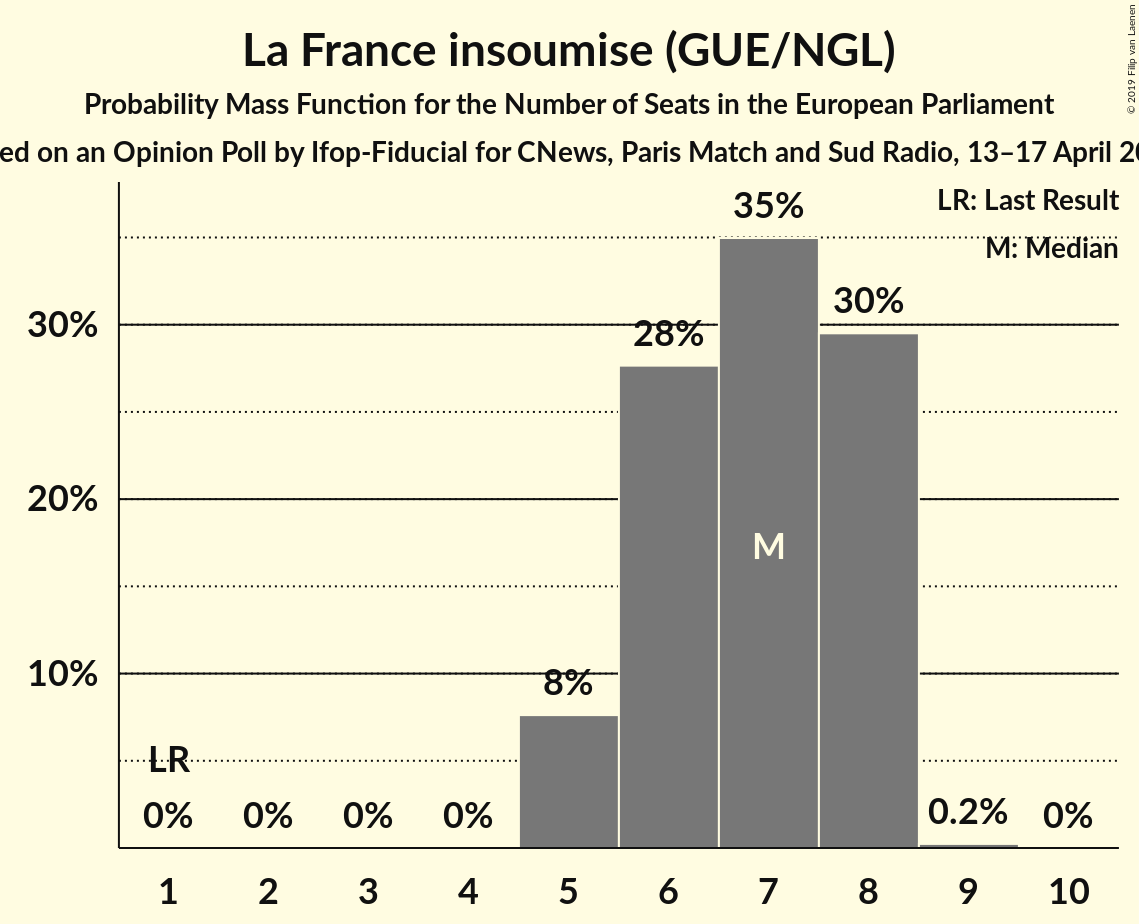 La France insoumise (GUE/NGL)
Probability Mass Function for the Number of Seats in the European Parliament
ed on an Opinion Poll by Ifop-Fiducial for CNews, Paris Match and Sud Radio, 13–17 April 20
© 2019 Filip van Laenen
LR: Last Result
M: Median
35%
30%
28%
8%
0% 0% 0% 0% 0.2% 0%
LR
M
30%
20%
10%
1 2 3 4 5 6 7 8 9 10